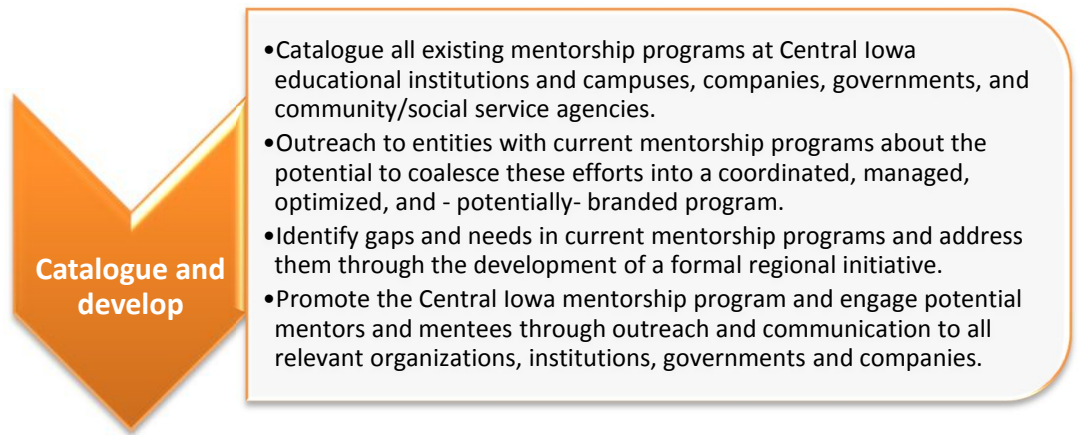 Catalogue and
develop
•Catalogue all existing mentorship programs at Central Iowa
educational institutions and campuses, companies, governments, and
community/social service agencies.
•Outreach to entities with current mentorship programs about the
potential to coalesce these efforts into a coordinated, managed,
optimized, and - potentially- branded program.
•Identify gaps and needs in current mentorship programs and address
them through the development of a formal regional initiative.
•Promote the Central Iowa mentorship program and engage potential
mentors and mentees through outreach and communication to all
relevant organizations, institutions, governments and companies.